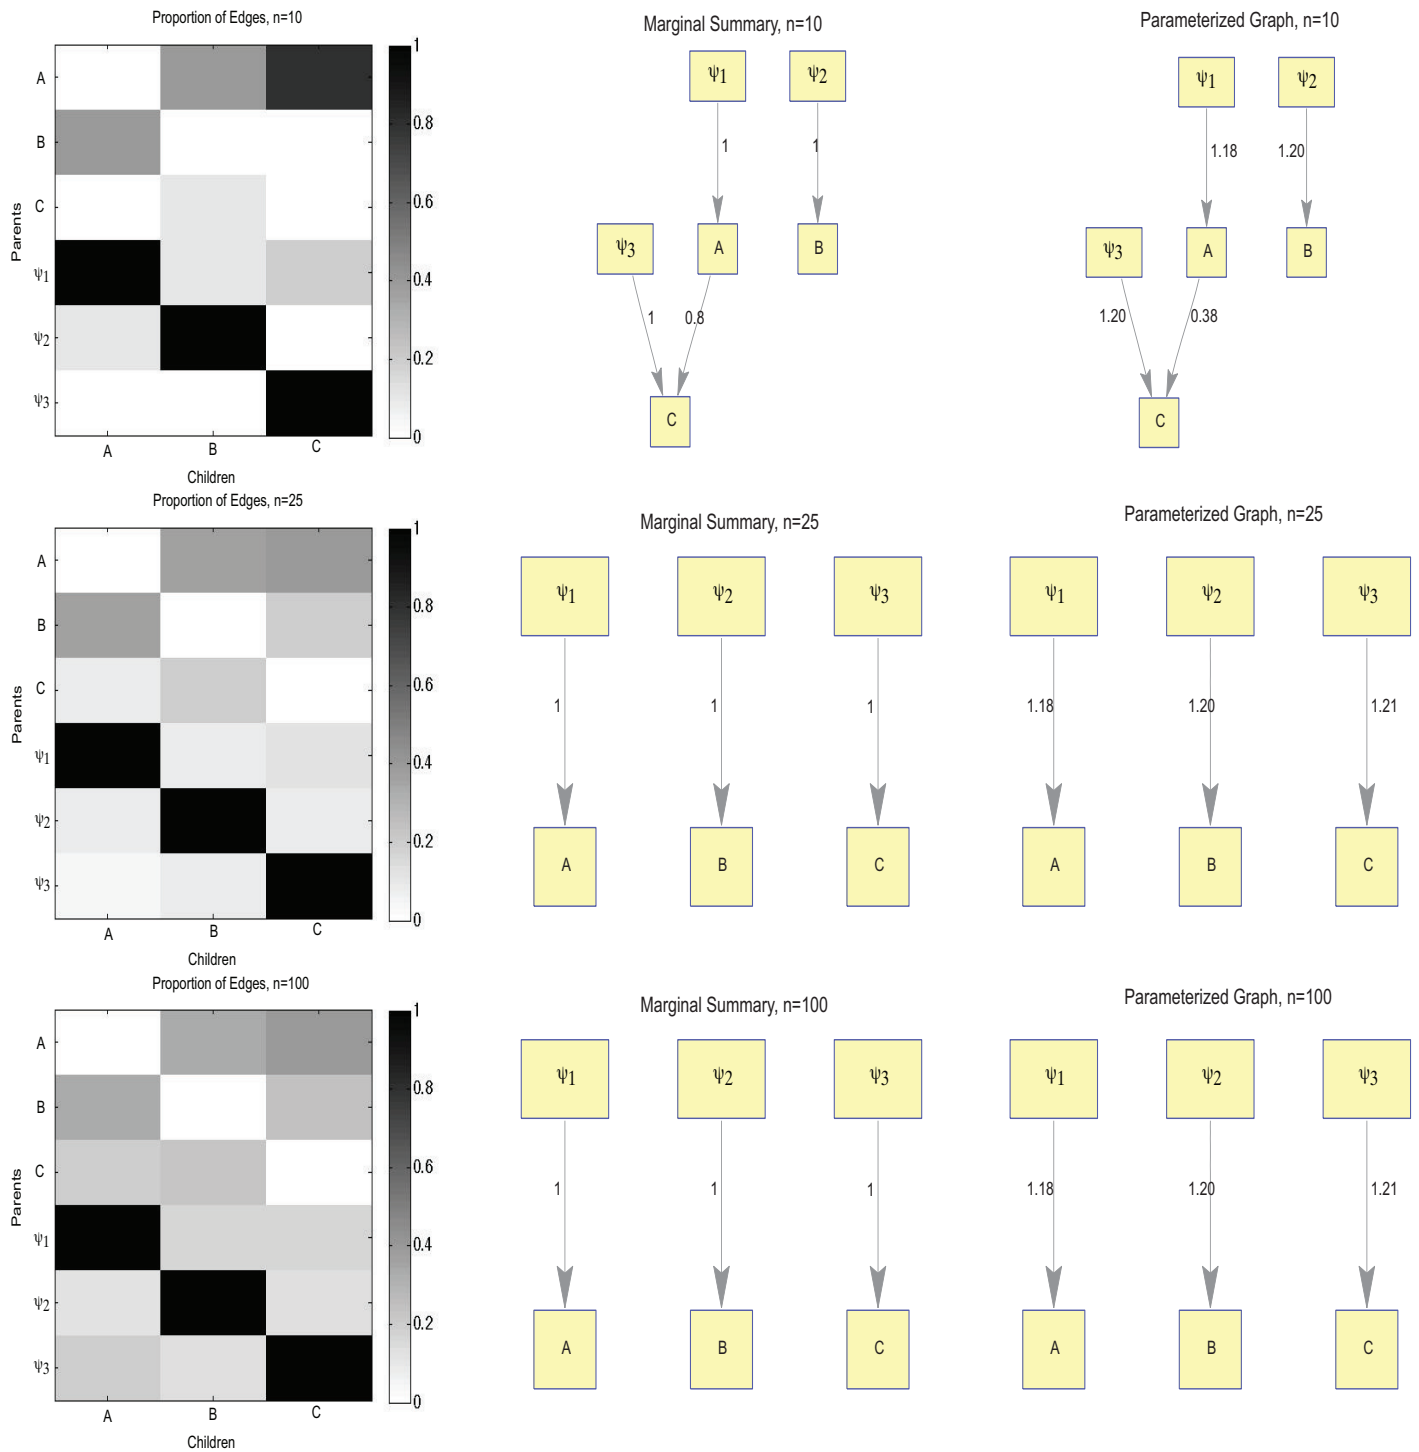 Proportion of Edges, n=10
1
0.8
0.6
0.4
0.2
0
Parents
A
B
C
ψ1
ψ2
ψ3
A B C
Children
Marginal Summary, n=10
ψ1 ψ2
1 1
ψ3 A B
1 0.8
C
Parameterized Graph, n=10
ψ1 ψ2
1.18 1.20
ψ3 A B
1.20 0.38
C
Proportion of Edges, n=25
1
0.8
0.6
0.4
0.2
0
Parents
A
B
C
ψ1
ψ2
ψ3
A B C
Children
Marginal Summary, n=25
ψ1 ψ2 ψ3
1 1 1
A B C
Parameterized Graph, n=25
ψ1 ψ2 ψ3
1.18 1.20 1.21
A B C
Proportion of Edges, n=100
1
0.8
0.6
0.4
0.2
0
Parents
A
B
C
ψ1
ψ2
ψ3
A B C
Children
Marginal Summary, n=100
ψ1 ψ2 ψ3
1 1 1
A B C
Parameterized Graph, n=100
ψ1 ψ2 ψ3
1.18 1.20 1.21
A B C